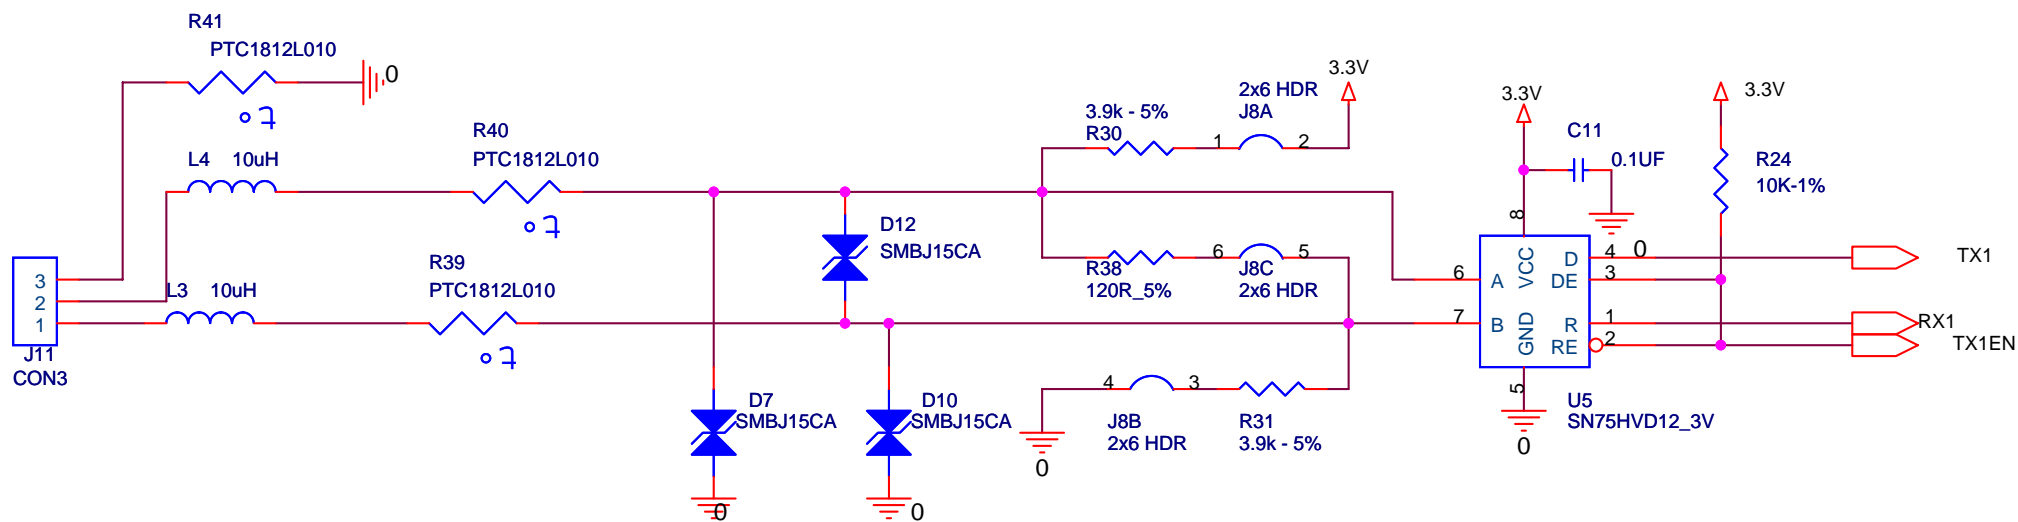 R41
PTC1812L010
0
t°
L4 10uH
R40
PTC1812L010
t°
3
2
1
J11
CON3
L3 10uH
R39
PTC1812L010
t°
D12
SMBJ15CA
D7
SMBJ15CA
0
D10
SMBJ15CA
0
3.9k - 5%
R30
1
2x6 HDR
J8A
2
3.3V
R38
120R_5%
6
J8C
2x6 HDR
5
4
J8B
2x6 HDR
3
R31
3.9k - 5%
0
3.3V
C11
0.1UF
8
6 A
7 B
VCC
GND
D 4 0
DE 3
R 1
RE 2
5
U5
SN75HVD12_3V
0
3.3V
R24
10K-1%
TX1
RX1
TX1EN